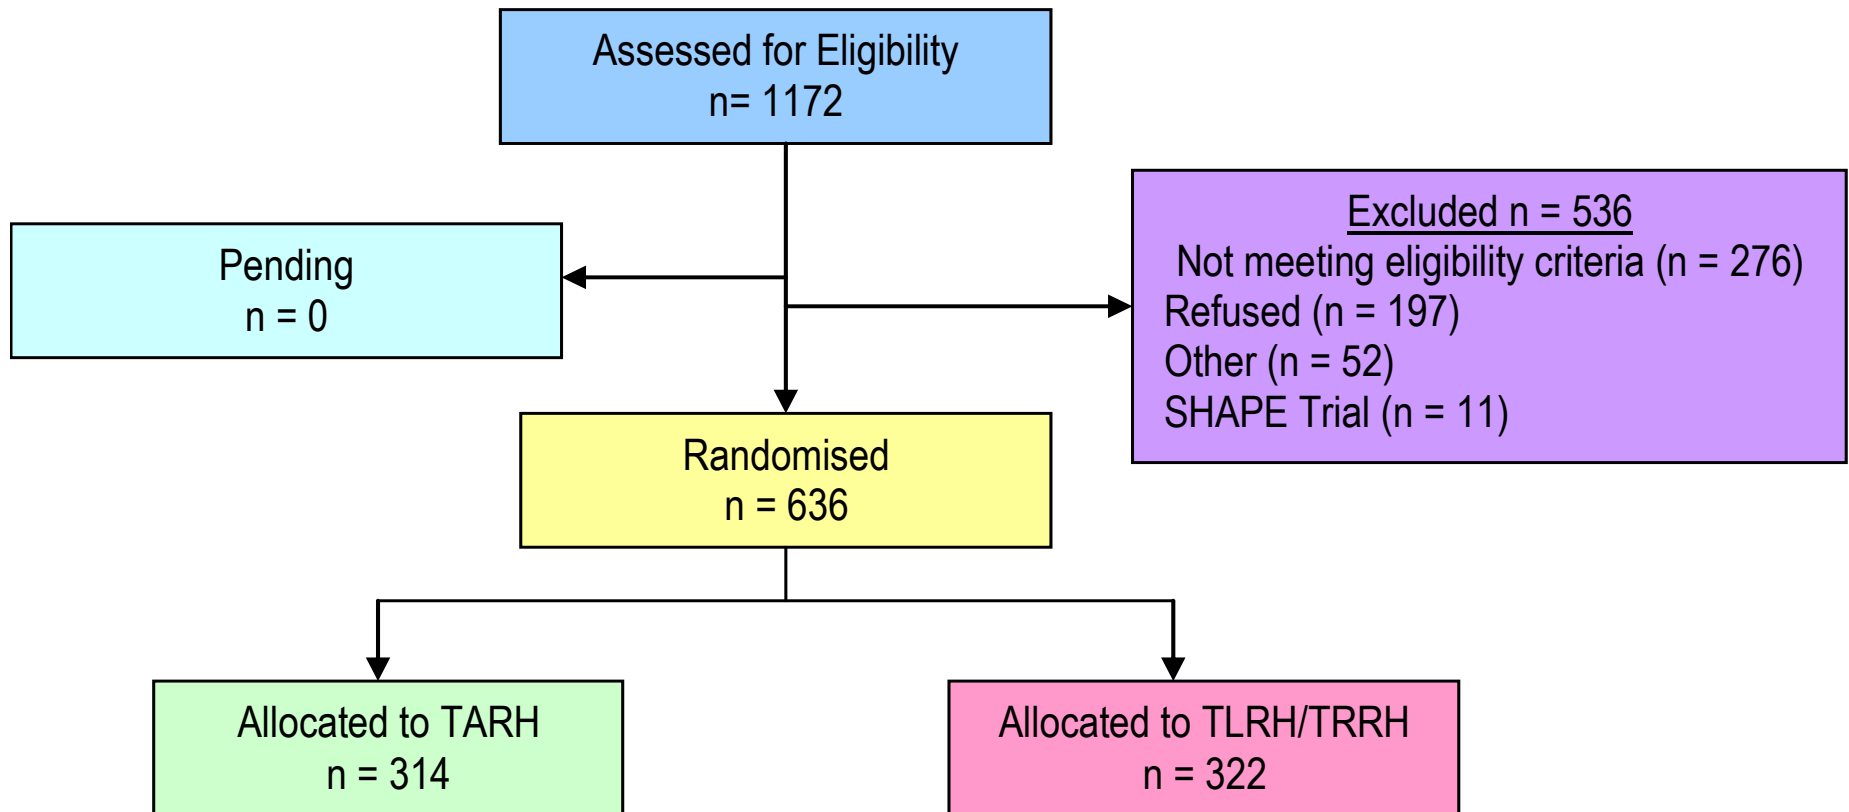 Assessed for Eligibility
n= 1172
Excluded n = 536
Not meeting eligibility criteria (n = 276)
Refused (n = 197)
Other (n = 52)
SHAPE Trial (n = 11)
Pending
n = 0
Randomised
n = 636
Allocated to TARH
n = 314
Allocated to TLRH/TRRH
n = 322